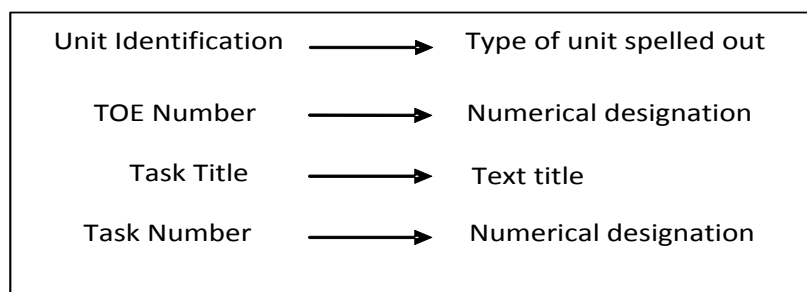 Unit Identification Type of unit spelled out
TOE Number Numerical designation
Task Title Text title
Task Number Numerical designation